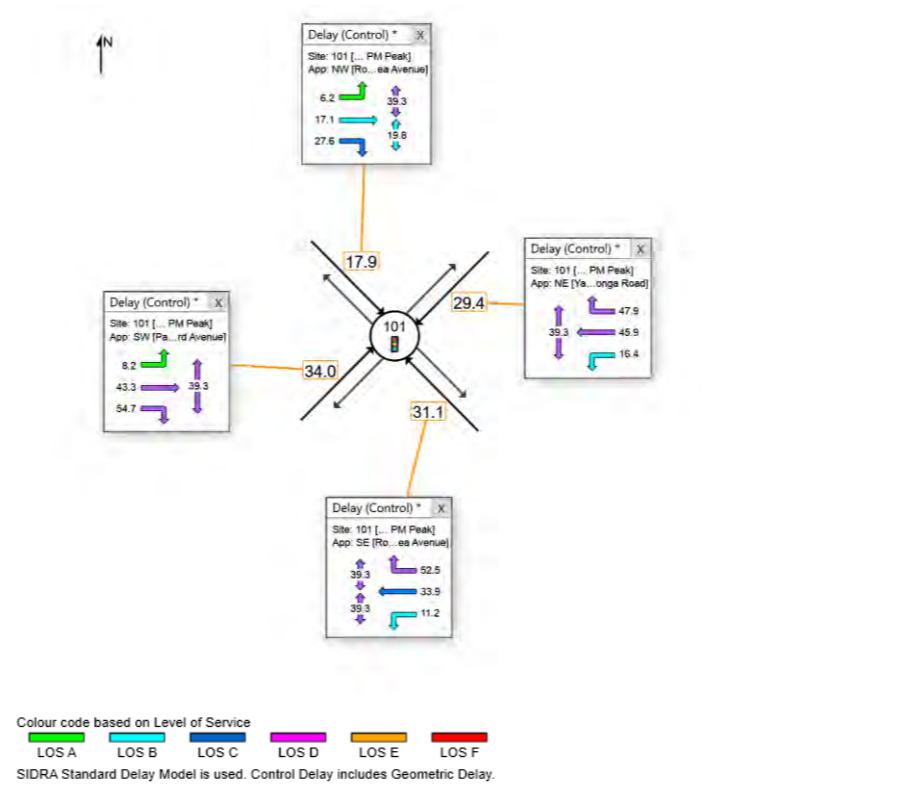 N
Delay (Control) * X
Site: 101 [... PM Peak]
App: NW [Ro...ea Avenue]
6.2
39.3
17.1
19.8
27.6
17.9
Delay (Control) * X
Site: 101 [... PM Peak]
App: NE [Ya...onga Road]
47.9
39.3
45.9
16.4
29.4
101
Delay (Control) * X
Site: 101 [... PM Peak]
App: SW [Pa...rd Avenue]
8.2
43.3
39.3
54.7
34.0
31.1
Delay (Control) * X
Site: 101 [... PM Peak]
App: SE [Ro...ea Avenue]
52.5
39.3
33.9
39.3
11.2
Colour code based on Level of Service
LOS A LOS B LOS C LOS D LOS E LOS F
SIDRA Standard Delay Model is used. Control Delay includes Geometric Delay.